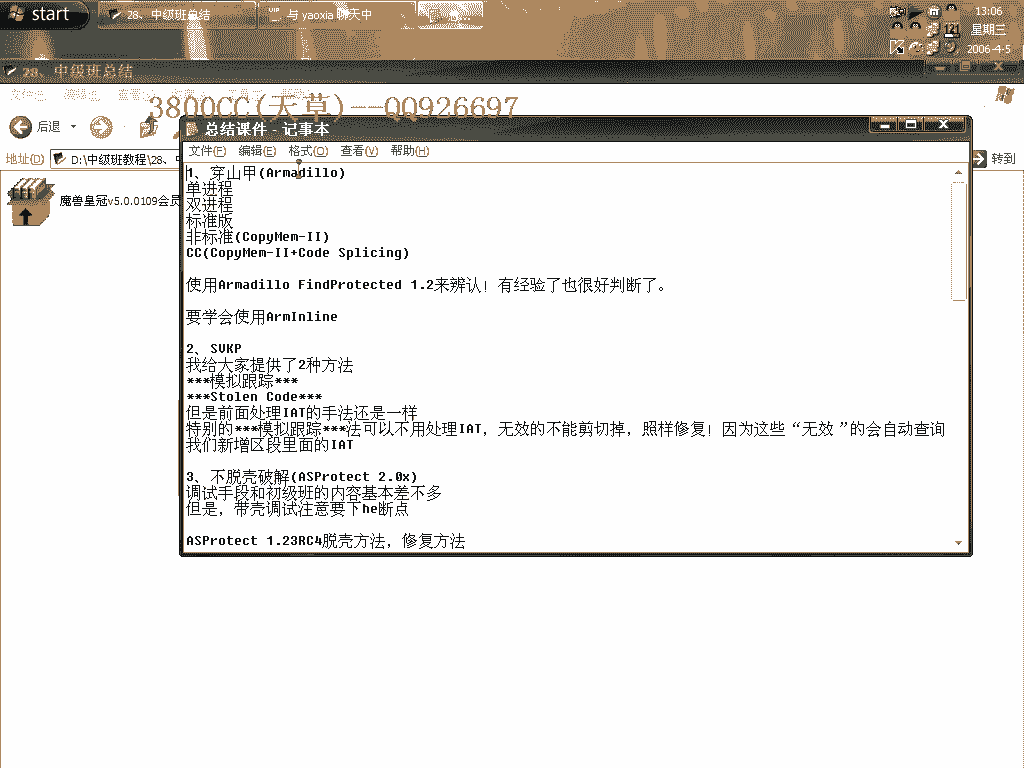 start
28、中级班总结
与 yaoxia 聊天中
13:06
星期三
2006-4-5
28、中级班总结
3800CC(天草)--QQ926697
后退
地址(D)
D:\中级班教程\28、中
转到
魔兽皇冠v5.0.0109会员
总结课件 - 记事本
文件(F) 编辑(E) 格式(O) 查看(V) 帮助(H)
1、穿山甲(Armadillo)
单进程
双进程
标准版
非标准(CopyMem-II)
CC(CopyMem-II+Code Splicing)
使用Armadillo FindProtected 1.2来辨认！有经验了也很好判断了。
要学会使用ArmInline
2、SVKP
我给大家提供了2种方法
***模拟跟踪***
***Stolen Code***
但是前面处理IAT的手法还是一样
特别的***模拟跟踪***法可以不用处理IAT，无效的不能剪切掉，照样修复！因为这些“无效”的会自动查询
我们新增区段里面的IAT
3、不脱壳破解(ASProtect 2.0x)
调试手段和初级班的内容基本差不多
但是，带壳调试注意要下he断点
ASProtect 1.23RC4脱壳方法，修复方法